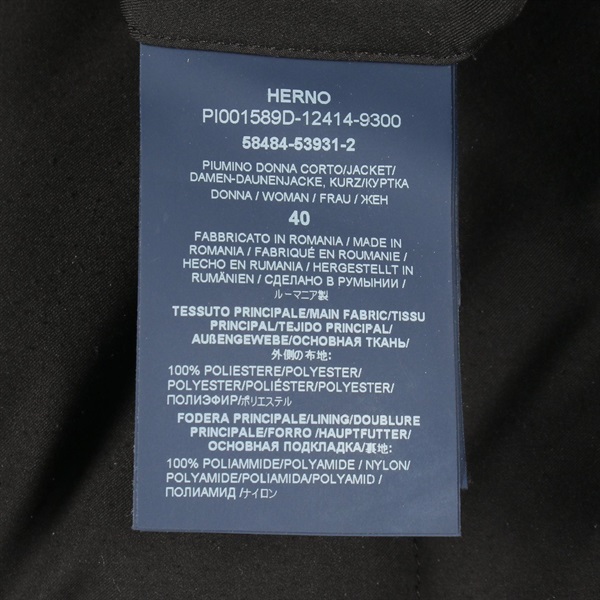 HERNO
PI001589D-12414-9300
58484-53931-2
PIUMINO DONNA CORTO/JACKET/
DAMEN-DAUNENJACKE, KURZ/КУРТКА
DONNA / WOMAN / FRAU / ЖЕН
40
FABBRICATO IN ROMANIA / MADE IN
ROMANIA / FABRIQUÉ EN ROUMANIE /
HECHO EN RUMANIA / HERGESTELLT IN
RUMÄNIEN / СДЕЛАНО В РУМЫНИИ /
ルーマニア製
TESSUTO PRINCIPALE/MAIN FABRIC/TISSU
PRINCIPAL/TEJIDO PRINCIPAL/
AUßENGEWEBE/ОСНОВНАЯ ТКАНЬ/
外側の布地:
100% POLIESTERE/POLYESTER/
POLYESTER/POLIÉSTER/POLYESTER/
ПОЛИЭФИР/ポリエステル
FODERA PRINCIPALE/LINING/DOUBLURE
PRINCIPALE/FORRO /HAUPTFUTTER/
ОСНОВНАЯ ПОДКЛАДКА/裏地:
100% POLIAMMIDE/POLYAMIDE / NYLON/
POLYAMIDE/POLIAMIDA/POLYAMID /
ПОЛИАМИД /ナイロン